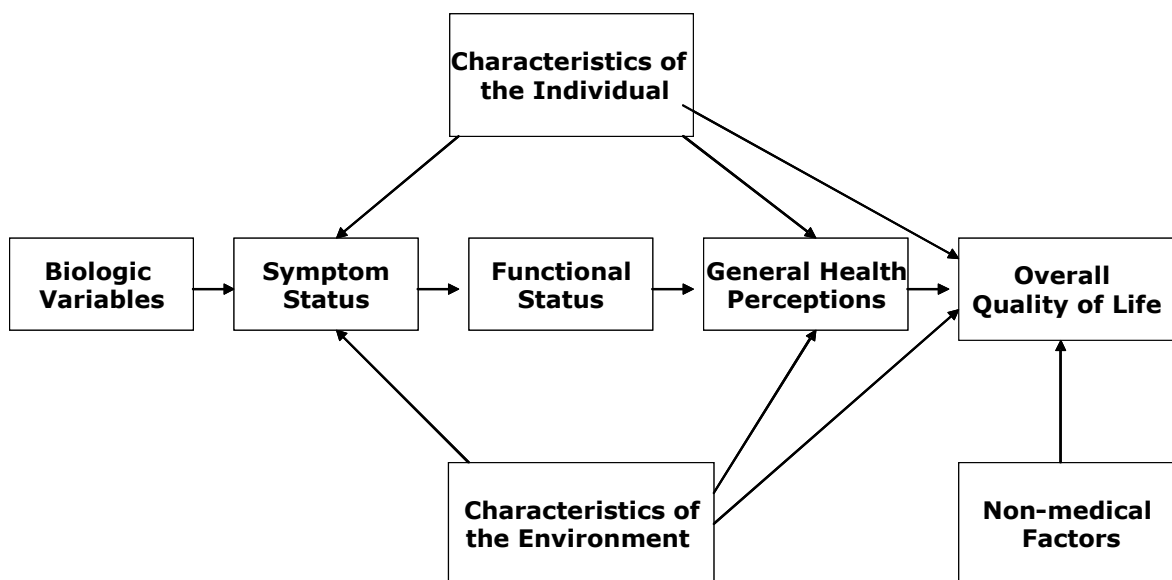 Characteristics of
the Individual
Biologic
Variables
Symptom
Status
Functional
Status
General Health
Perceptions
Overall
Quality of Life
Characteristics of
the Environment
Non-medical
Factors